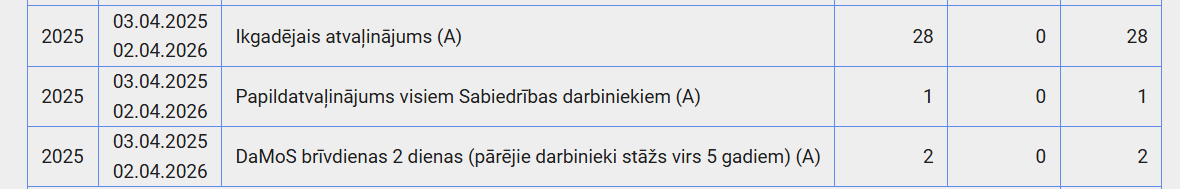 2025 03.04.2025 02.04.2026 Ikgadējais atvaļinājums (A) 28 0 28
2025 03.04.2025 02.04.2026 Papildatvaļinājums visiem Sabiedrības darbiniekiem (A) 1 0 1
2025 03.04.2025 02.04.2026 DaMoS brīvdienas 2 dienas (pārējie darbinieki stāžs virs 5 gadiem) (A) 2 0 2